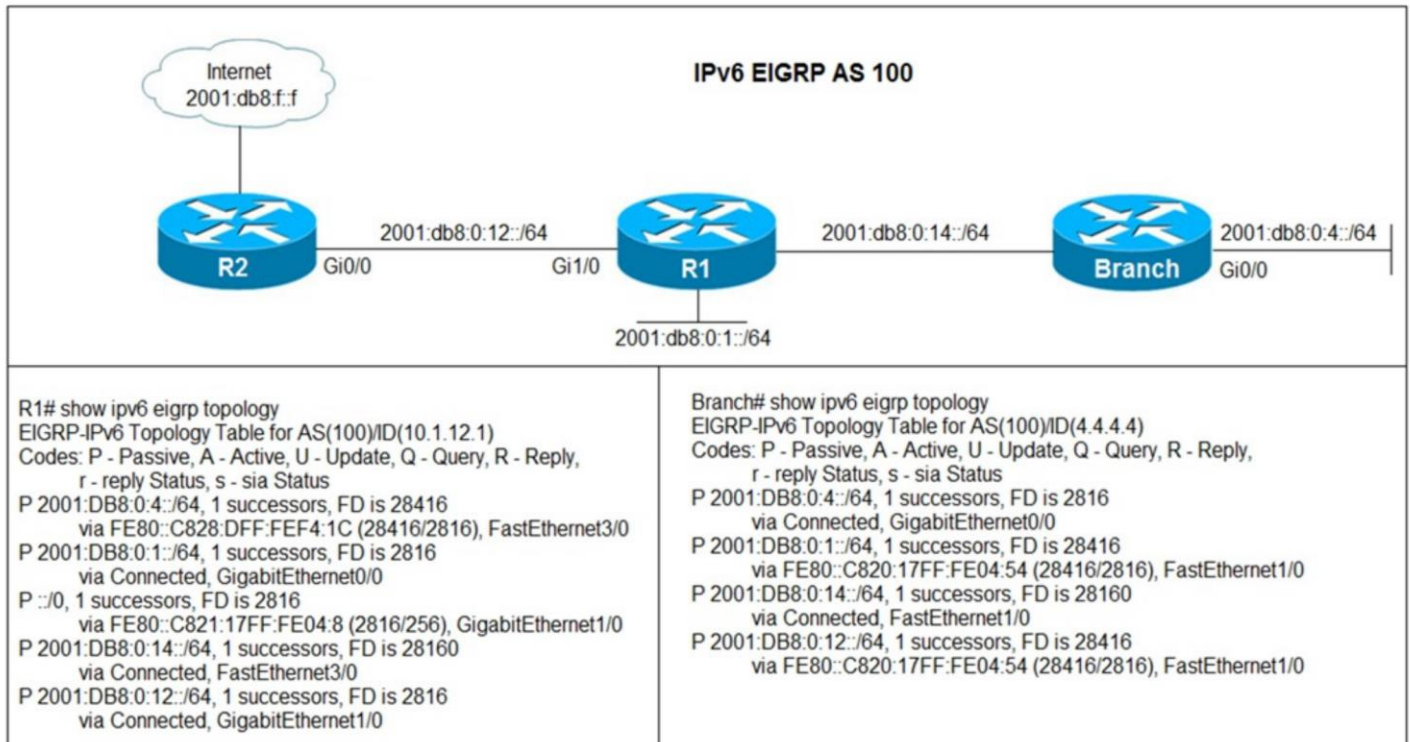 Internet
2001:db8:f::f
IPv6 EIGRP AS 100
2001:db8:0:12::/64
2001:db8:0:14::/64
2001:db8:0:4::/64
R2
Gi0/0
Gi1/0
R1
Branch
Gi0/0
2001:db8:0:1::/64
R1# show ipv6 eigrp topology
EIGRP-IPv6 Topology Table for AS(100)/ID(10.1.12.1)
Codes: P - Passive, A - Active, U - Update, Q - Query, R - Reply,
r - reply Status, s - sia Status
P 2001:DB8:0:4::/64, 1 successors, FD is 28416
via FE80::C828:DFF:FEF4:1C (28416/2816), FastEthernet3/0
P 2001:DB8:0:1::/64, 1 successors, FD is 2816
via Connected, GigabitEthernet0/0
P ::/0, 1 successors, FD is 2816
via FE80::C821:17FF:FE04:8 (2816/256), GigabitEthernet1/0
P 2001:DB8:0:14::/64, 1 successors, FD is 28160
via Connected, FastEthernet3/0
P 2001:DB8:0:12::/64, 1 successors, FD is 2816
via Connected, GigabitEthernet1/0
Branch# show ipv6 eigrp topology
EIGRP-IPv6 Topology Table for AS(100)/ID(4.4.4.4)
Codes: P - Passive, A - Active, U - Update, Q - Query, R - Reply,
r - reply Status, s - sia Status
P 2001:DB8:0:4::/64, 1 successors, FD is 2816
via Connected, GigabitEthernet0/0
P 2001:DB8:0:1::/64, 1 successors, FD is 28416
via FE80::C820:17FF:FE04:54 (28416/2816), FastEthernet1/0
P 2001:DB8:0:14::/64, 1 successors, FD is 28160
via Connected, FastEthernet1/0
P 2001:DB8:0:12::/64, 1 successors, FD is 28416
via FE80::C820:17FF:FE04:54 (28416/2816), FastEthernet1/0